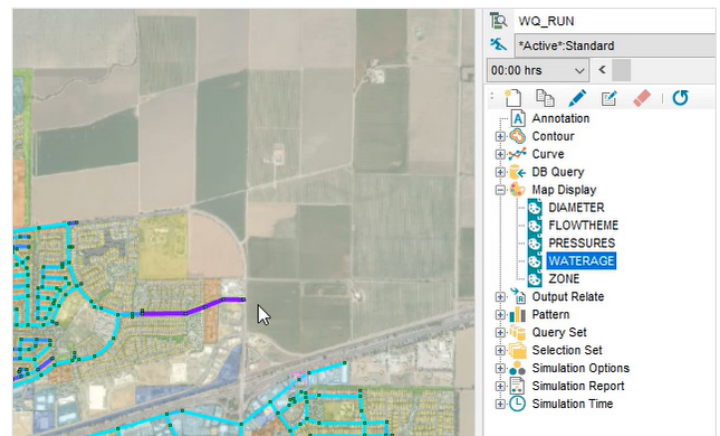 WQ_RUN
*Active*:Standard
00:00 hrs
<
Annotation
Contour
Curve
DB Query
Map Display
DIAMETER
FLOWTHEME
PRESSURES
WATERAGE
ZONE
Output Relate
Pattern
Query Set
Selection Set
Simulation Options
Simulation Report
Simulation Time